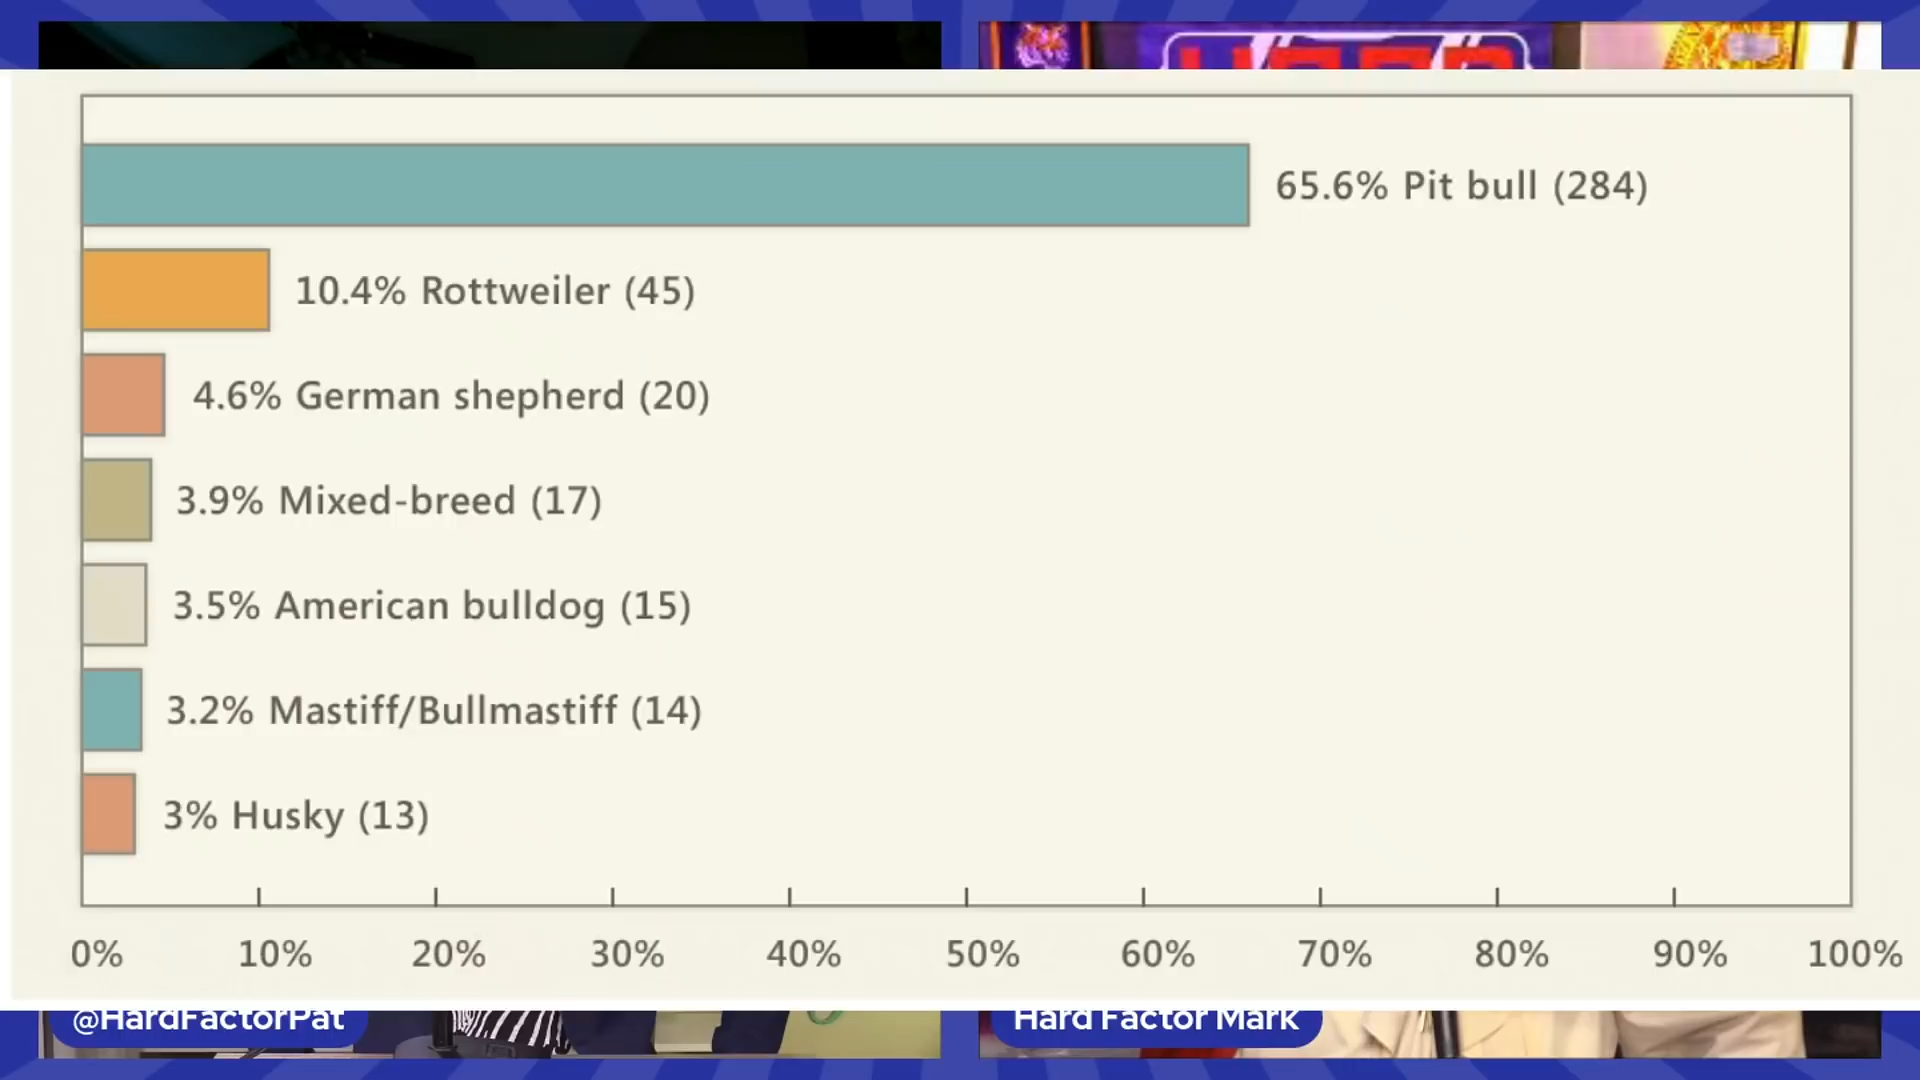 65.6% Pit bull (284)
10.4% Rottweiler (45)
4.6% German shepherd (20)
3.9% Mixed-breed (17)
3.5% American bulldog (15)
3.2% Mastiff/Bullmastiff (14)
3% Husky (13)
0% 10% 20% 30% 40% 50% 60% 70% 80% 90% 100%
@HardFactorPat
Hard Factor Mark